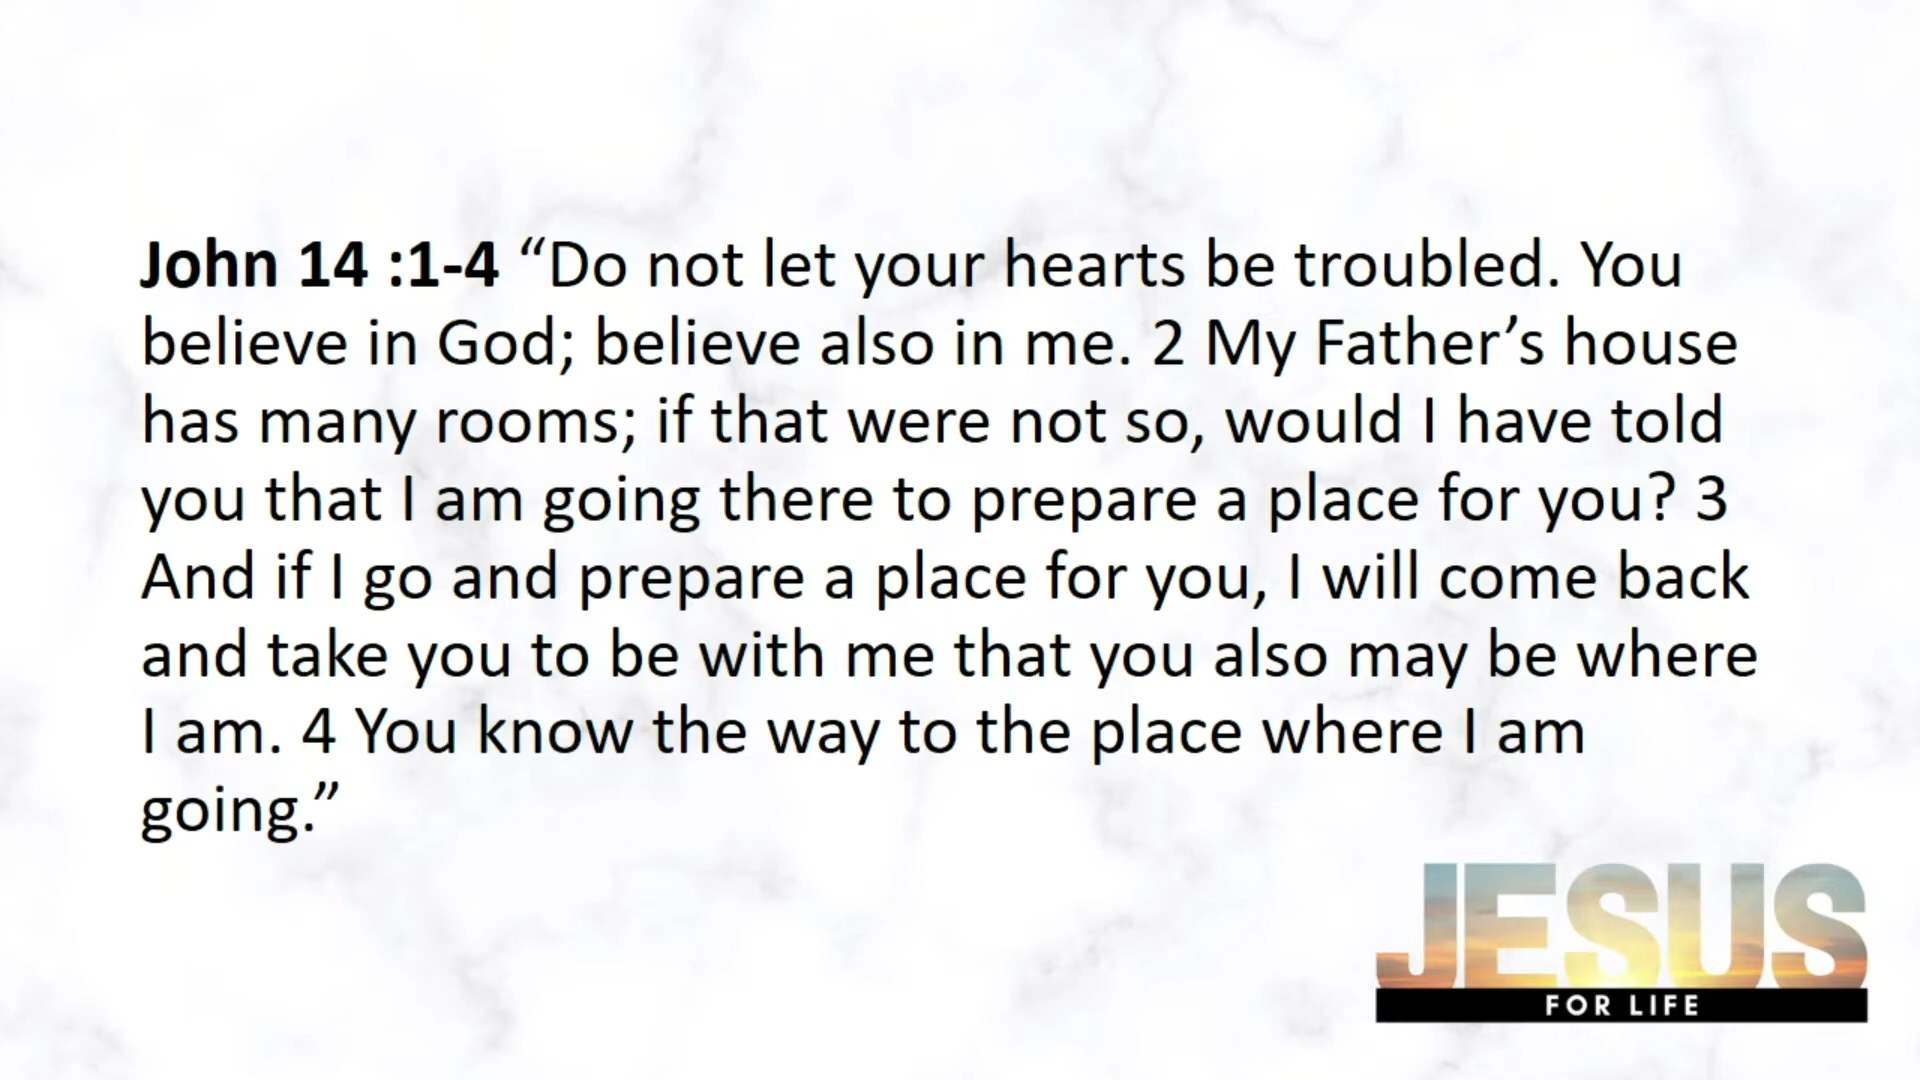 John 14 :1-4 “Do not let your hearts be troubled. You
believe in God; believe also in me. 2 My Father’s house
has many rooms; if that were not so, would I have told
you that I am going there to prepare a place for you? 3
And if I go and prepare a place for you, I will come back
and take you to be with me that you also may be where
I am. 4 You know the way to the place where I am
going.”
JESUS
FOR LIFE